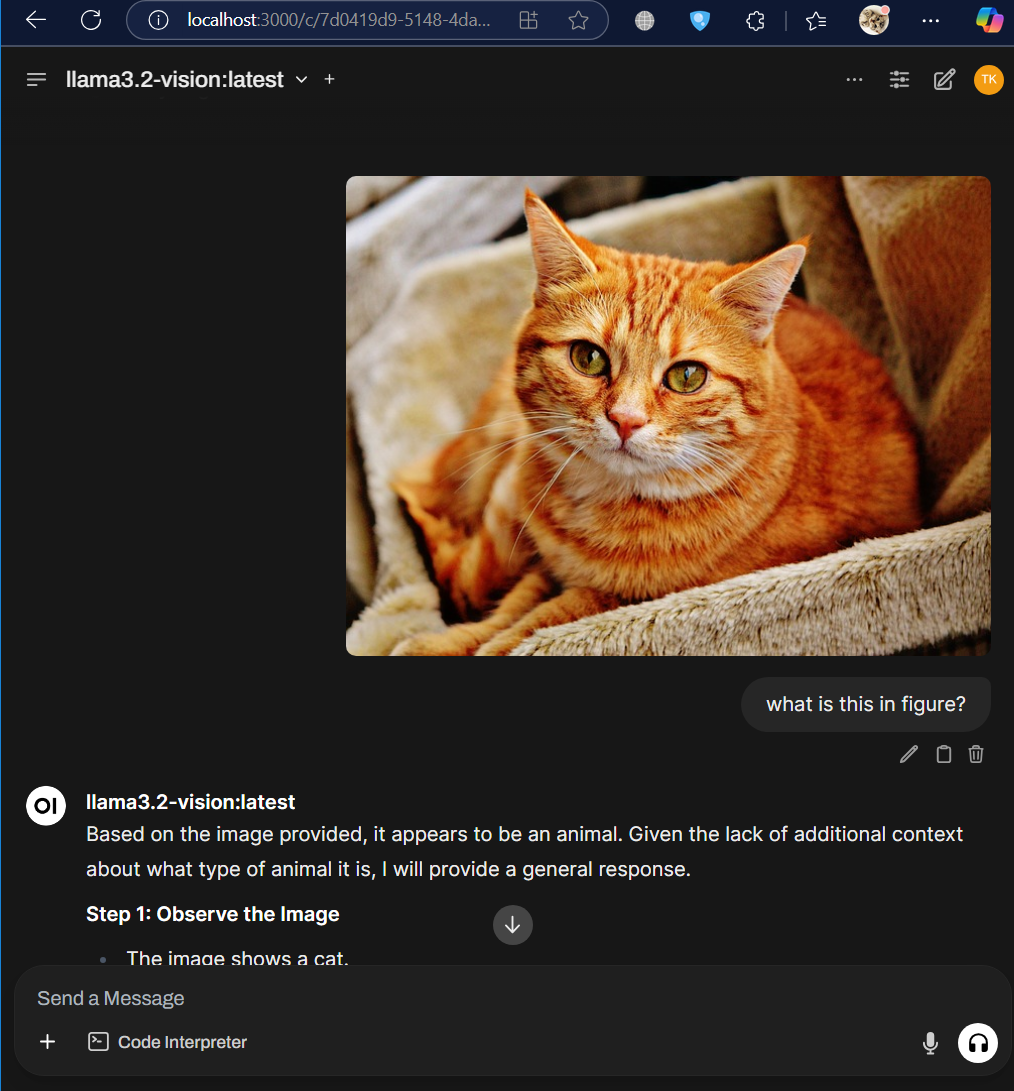 localhost:3000/c/7d0419d9-5148-4da...
llama3.2-vision:latest
TK
what is this in figure?
OI
llama3.2-vision:latest
Based on the image provided, it appears to be an animal. Given the lack of additional context
about what type of animal it is, I will provide a general response.
Step 1: Observe the Image
• The image shows a cat.
Send a Message
Code Interpreter